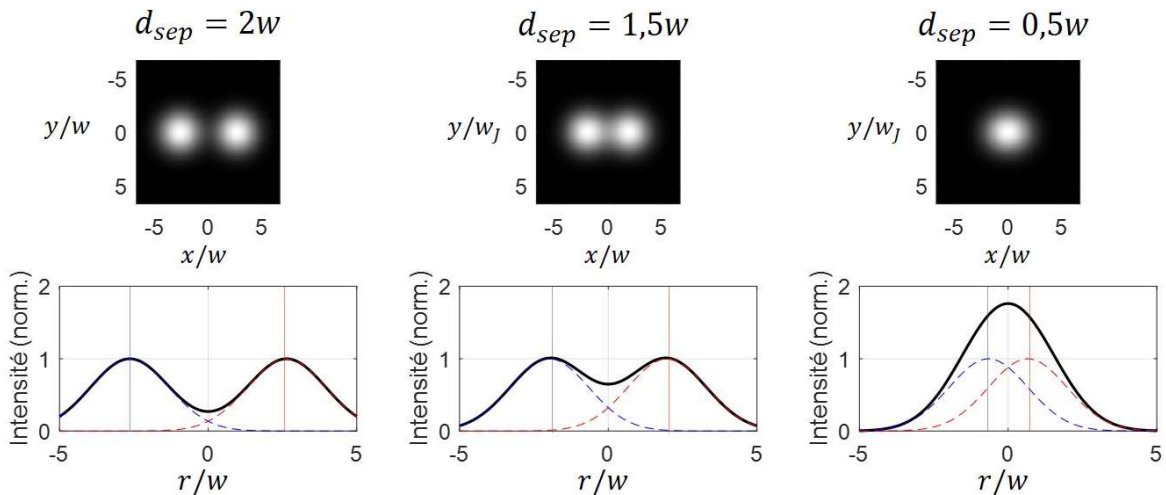 d_sep = 2w
-5
y/w 0
5
-5 0 5
x/w
Intensité (norm.)
2
1
0
-5 0 5
r/w
d_sep = 1,5w
-5
y/w_J 0
5
-5 0 5
x/w
Intensité (norm.)
2
1
0
-5 0 5
r/w
d_sep = 0,5w
-5
y/w_J 0
5
-5 0 5
x/w
Intensité (norm.)
2
1
0
-5 0 5
r/w